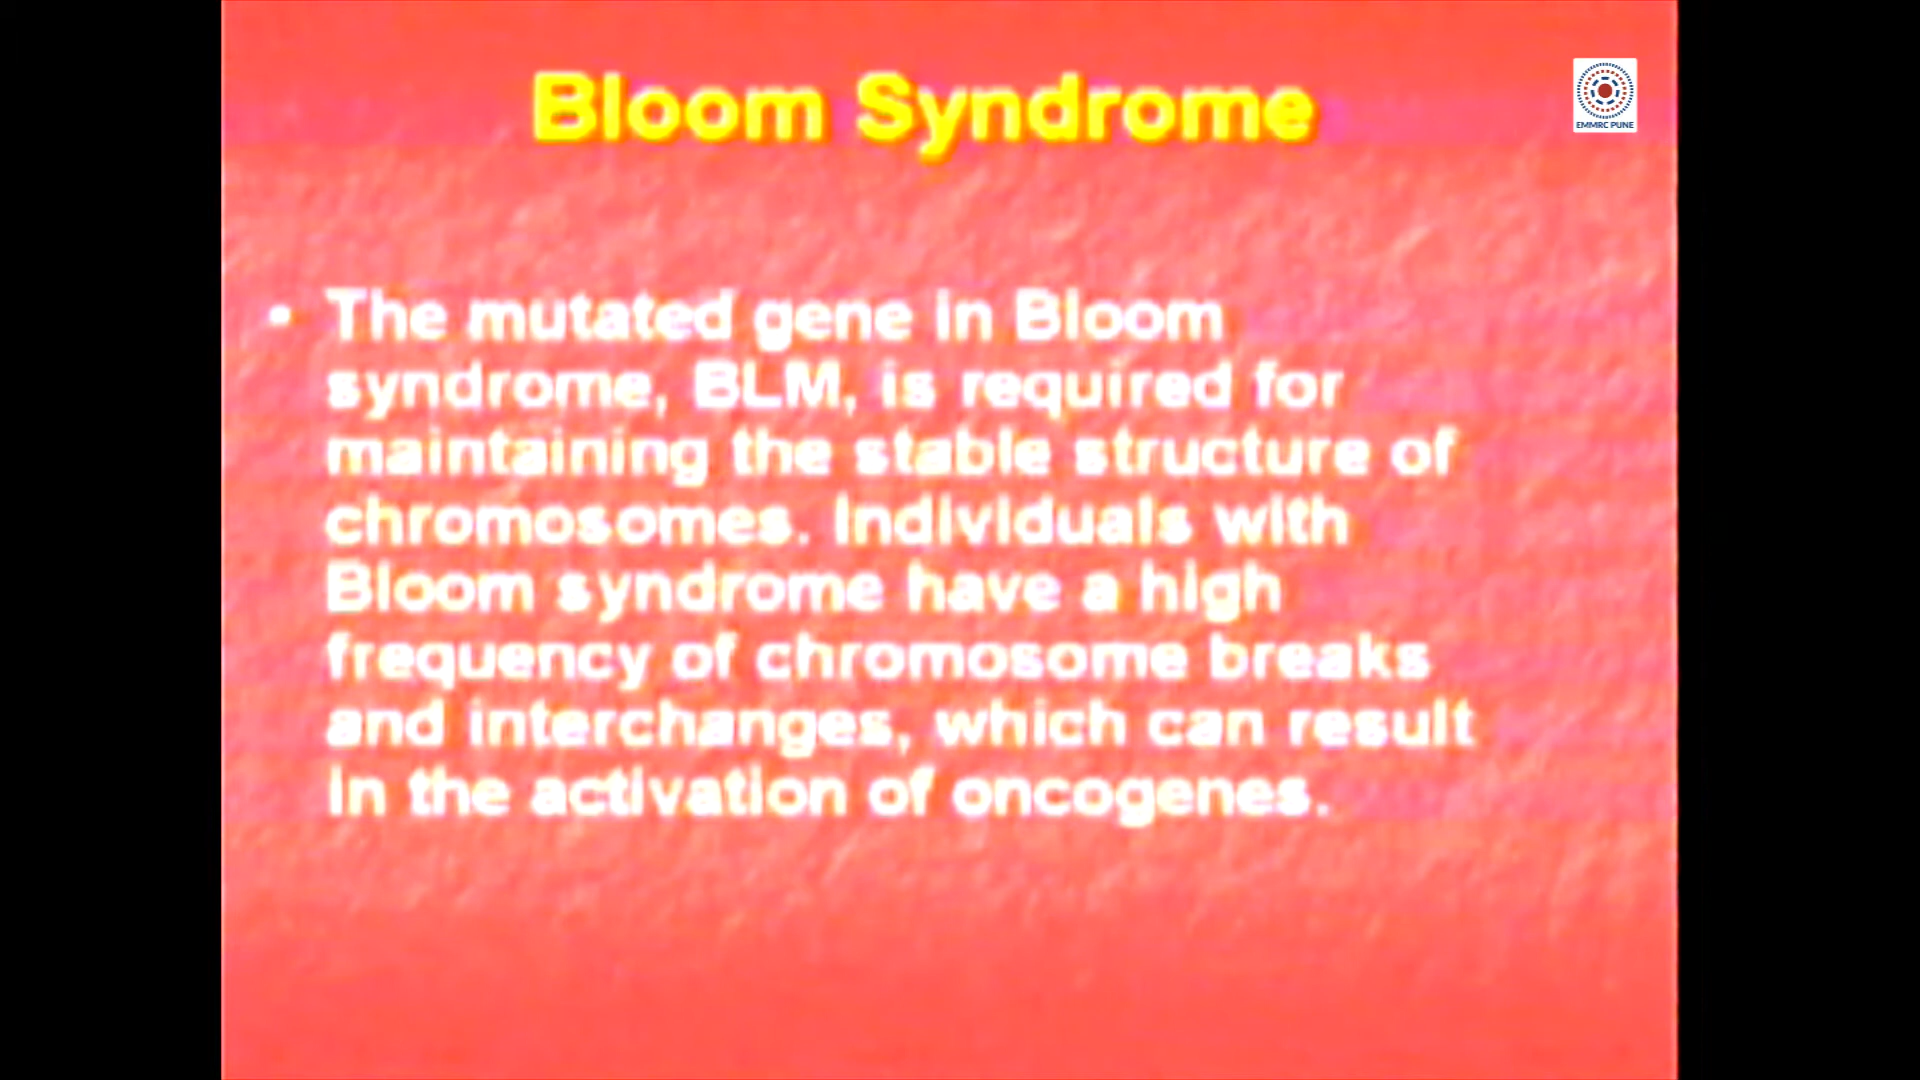 Bloom Syndrome
EMMRC PUNE
• The mutated gene in Bloom
syndrome, BLM, is required for
maintaining the stable structure of
chromosomes. Individuals with
Bloom syndrome have a high
frequency of chromosome breaks
and interchanges, which can result
in the activation of oncogenes.